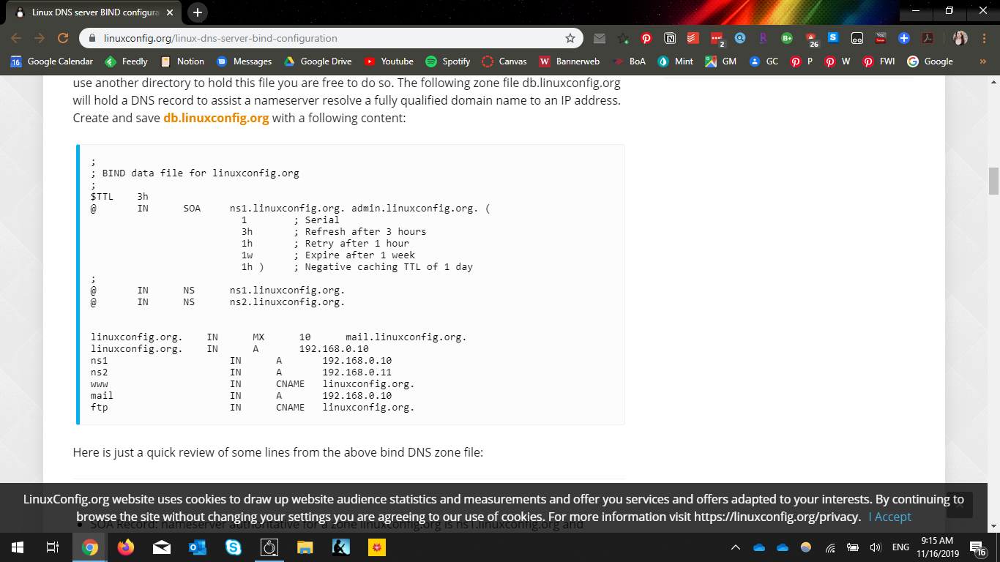 Linux DNS server BIND configura
linuxconfig.org/linux-dns-server-bind-configuration
2
B+
26
S
You
16 Google Calendar Feedly Notion Messages Google Drive Youtube Spotify Canvas W Bannerweb BoA Mint GM GC P W FWI Google »
use another directory to hold this file you are free to do so. The following zone file db.linuxconfig.org
will hold a DNS record to assist a nameserver resolve a fully qualified domain name to an IP address.
Create and save db.linuxconfig.org with a following content:
;
; BIND data file for linuxconfig.org
;
$TTL 3h
@ IN SOA ns1.linuxconfig.org. admin.linuxconfig.org. (
1 ; Serial
3h ; Refresh after 3 hours
1h ; Retry after 1 hour
1w ; Expire after 1 week
1h ) ; Negative caching TTL of 1 day
;
@ IN NS ns1.linuxconfig.org.
@ IN NS ns2.linuxconfig.org.
linuxconfig.org. IN MX 10 mail.linuxconfig.org.
linuxconfig.org. IN A 192.168.0.10
ns1 IN A 192.168.0.10
ns2 IN A 192.168.0.11
www IN CNAME linuxconfig.org.
mail IN A 192.168.0.10
ftp IN CNAME linuxconfig.org.
Here is just a quick review of some lines from the above bind DNS zone file:
LinuxConfig.org website uses cookies to draw up website audience statistics and measurements and offer you services and offers adapted to your interests. By continuing to
browse the site without changing your settings you are agreeing to our use of cookies. For more information visit https://linuxconfig.org/privacy. I Accept
SOA Record: nameserver authoritative for a zone linuxconfig.org is ns1.linuxconfig.org and
ENG
9:15 AM
11/16/2019
16